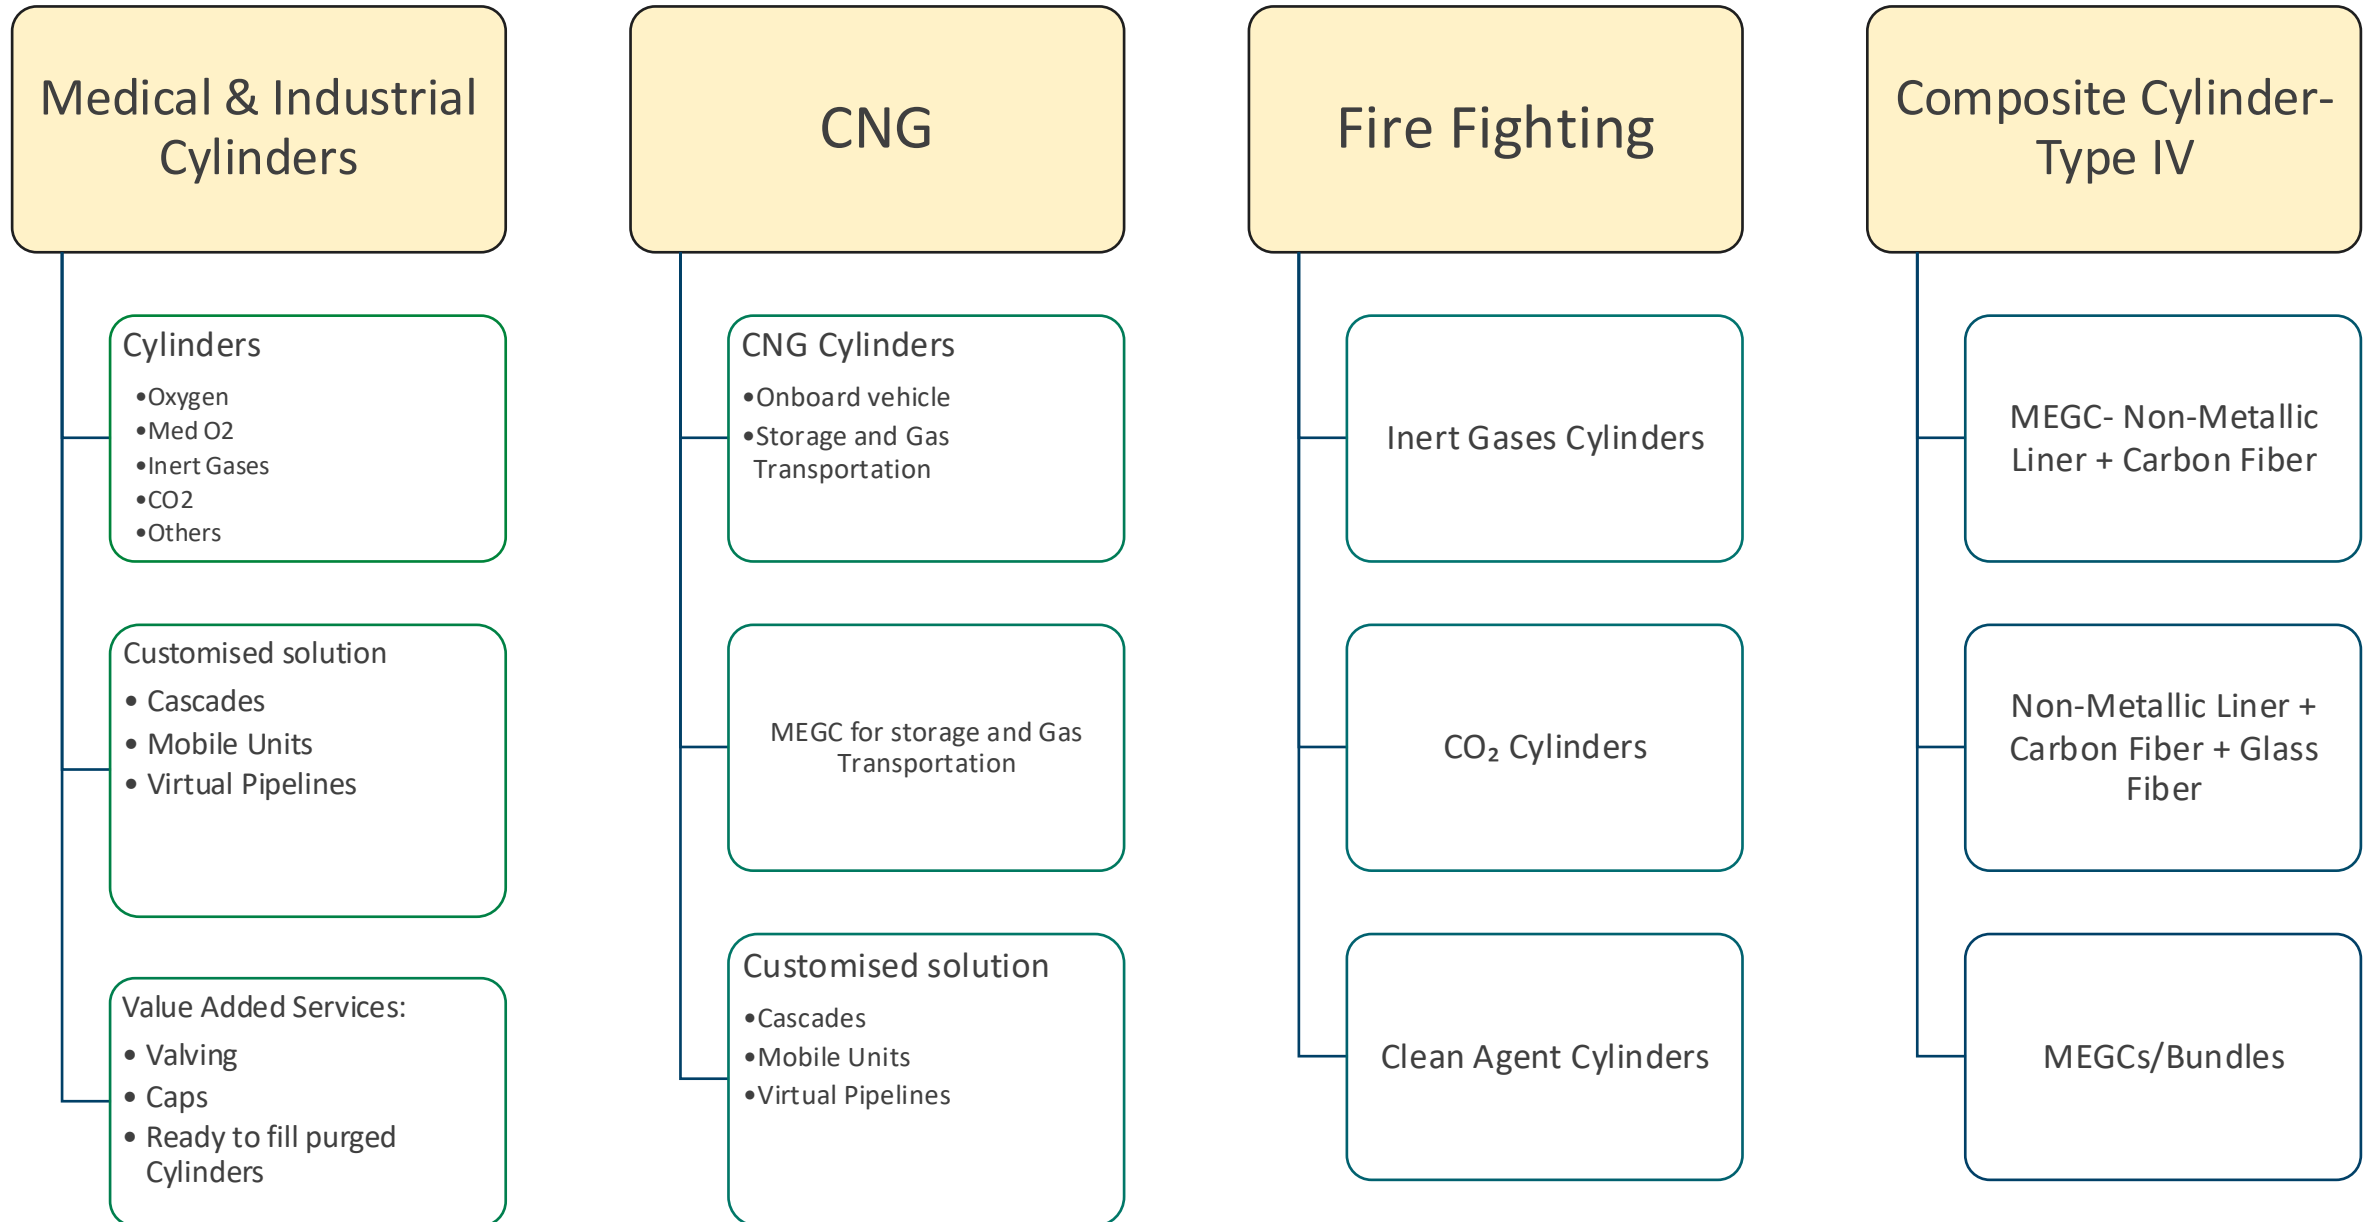 Medical & Industrial
Cylinders
Cylinders
•Oxygen
•Med O2
•Inert Gases
•CO2
•Others
Customised solution
• Cascades
• Mobile Units
• Virtual Pipelines
Value Added Services:
• Valving
• Caps
• Ready to fill purged
Cylinders
CNG
CNG Cylinders
•Onboard vehicle
•Storage and Gas
Transportation
MEGC for storage and Gas
Transportation
Customised solution
•Cascades
•Mobile Units
•Virtual Pipelines
Fire Fighting
Inert Gases Cylinders
CO₂ Cylinders
Clean Agent Cylinders
Composite Cylinder-
Type IV
MEGC- Non-Metallic
Liner + Carbon Fiber
Non-Metallic Liner +
Carbon Fiber + Glass
Fiber
MEGCs/Bundles